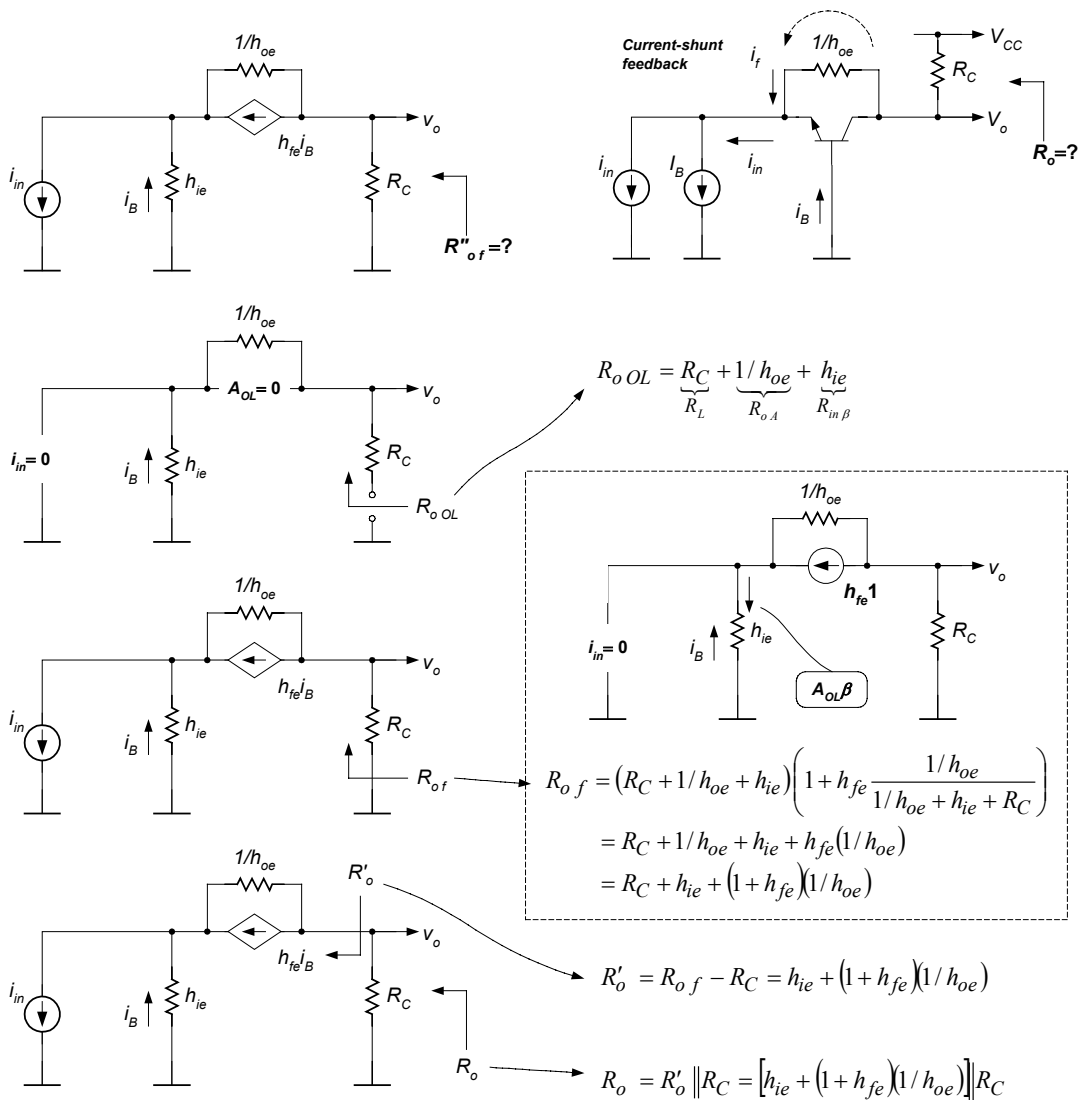 1/h_oe
h_fe i_B
v_o
i_in
i_B
h_ie
R_C
R''_of =?
Current-shunt
feedback
i_f
1/h_oe
V_CC
R_C
V_o
R_o=?
i_in
I_B
i_in
i_B
1/h_oe
A_OL = 0
v_o
i_in = 0
i_B
h_ie
R_C
R_o OL
R_o OL = R_C + 1/h_oe + h_ie
R_L R_o A R_in β
1/h_oe
h_fe i_B
v_o
i_in
i_B
h_ie
R_C
R_o f
1/h_oe
h_fe 1
v_o
i_in = 0
i_B
h_ie
R_C
A_OL β
R_o f = (R_C + 1/h_oe + h_ie)(1 + h_fe (1/h_oe)/(1/h_oe + h_ie + R_C))
= R_C + 1/h_oe + h_ie + h_fe(1/h_oe)
= R_C + h_ie + (1 + h_fe)(1/h_oe)
1/h_oe
R'_o
h_fe i_B
v_o
i_in
i_B
h_ie
R_C
R_o
R'_o = R_o f − R_C = h_ie + (1 + h_fe)(1/h_oe)
R_o = R'_o || R_C = [h_ie + (1 + h_fe)(1/h_oe)] || R_C